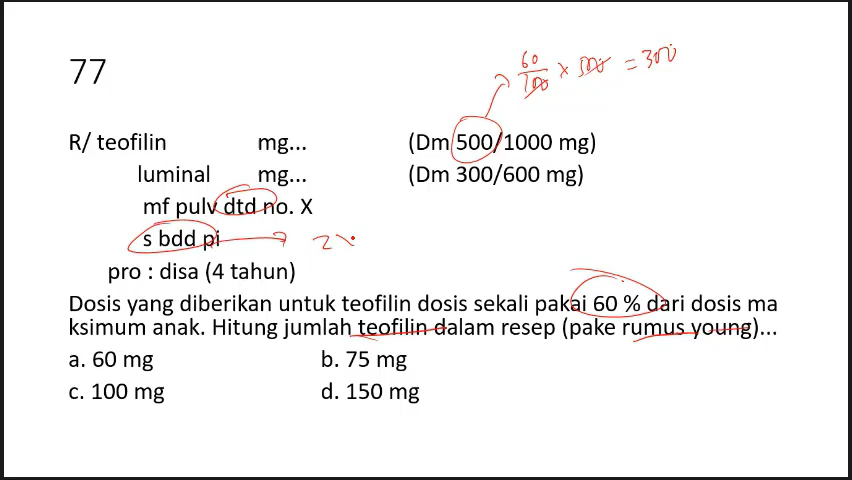 77
60/100 x 500 = 300
R/ teofilin mg... (Dm 500/1000 mg)
luminal mg... (Dm 300/600 mg)
mf pulv dtd no. X
s bdd pi 2x
pro : disa (4 tahun)
Dosis yang diberikan untuk teofilin dosis sekali pakai 60 % dari dosis ma
ksimum anak. Hitung jumlah teofilin dalam resep (pake rumus young)...
a. 60 mg b. 75 mg
c. 100 mg d. 150 mg